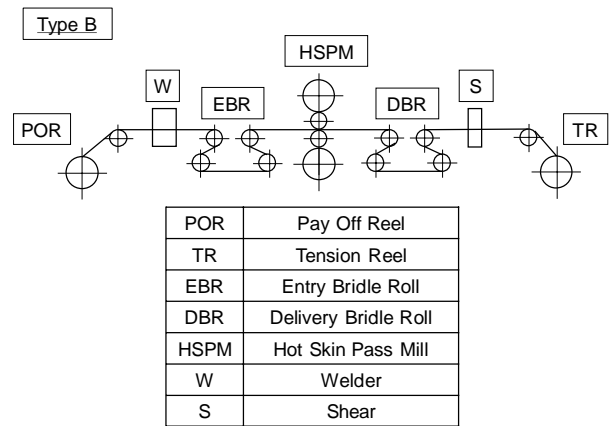 Type B
HSPM
W
S
EBR
DBR
POR
TR
POR Pay Off Reel
TR Tension Reel
EBR Entry Bridle Roll
DBR Delivery Bridle Roll
HSPM Hot Skin Pass Mill
W Welder
S Shear